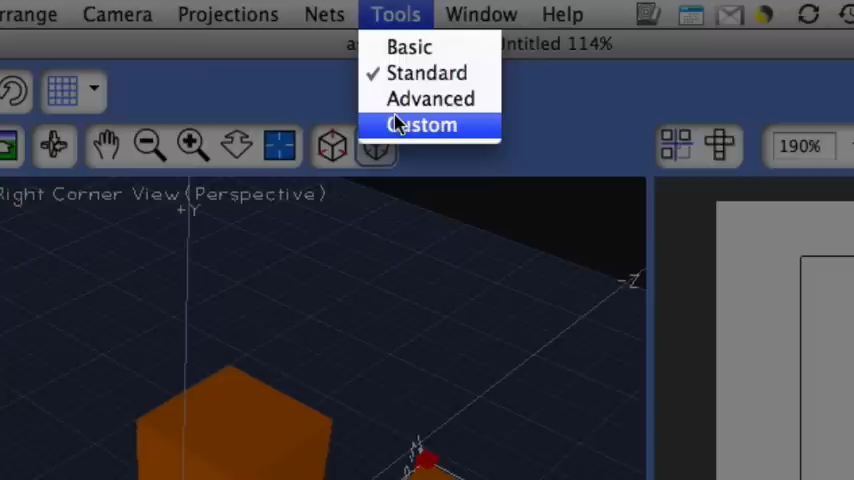 rrange Camera Projections Nets Tools Window Help
Untitled 114%
Basic
Standard
Advanced
Custom
190%
Right Corner View(Perspective)
+Y
-Z